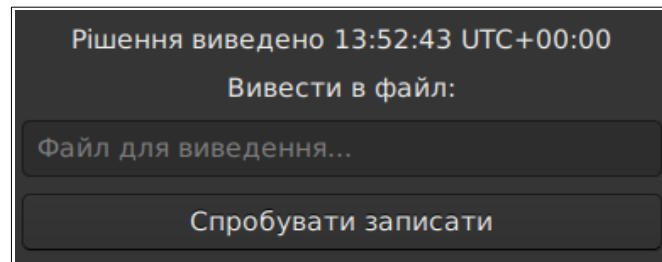 Рішення виведено 13:52:43 UTC+00:00
Вивести в файл:
Файл для виведення...
Спробувати записати